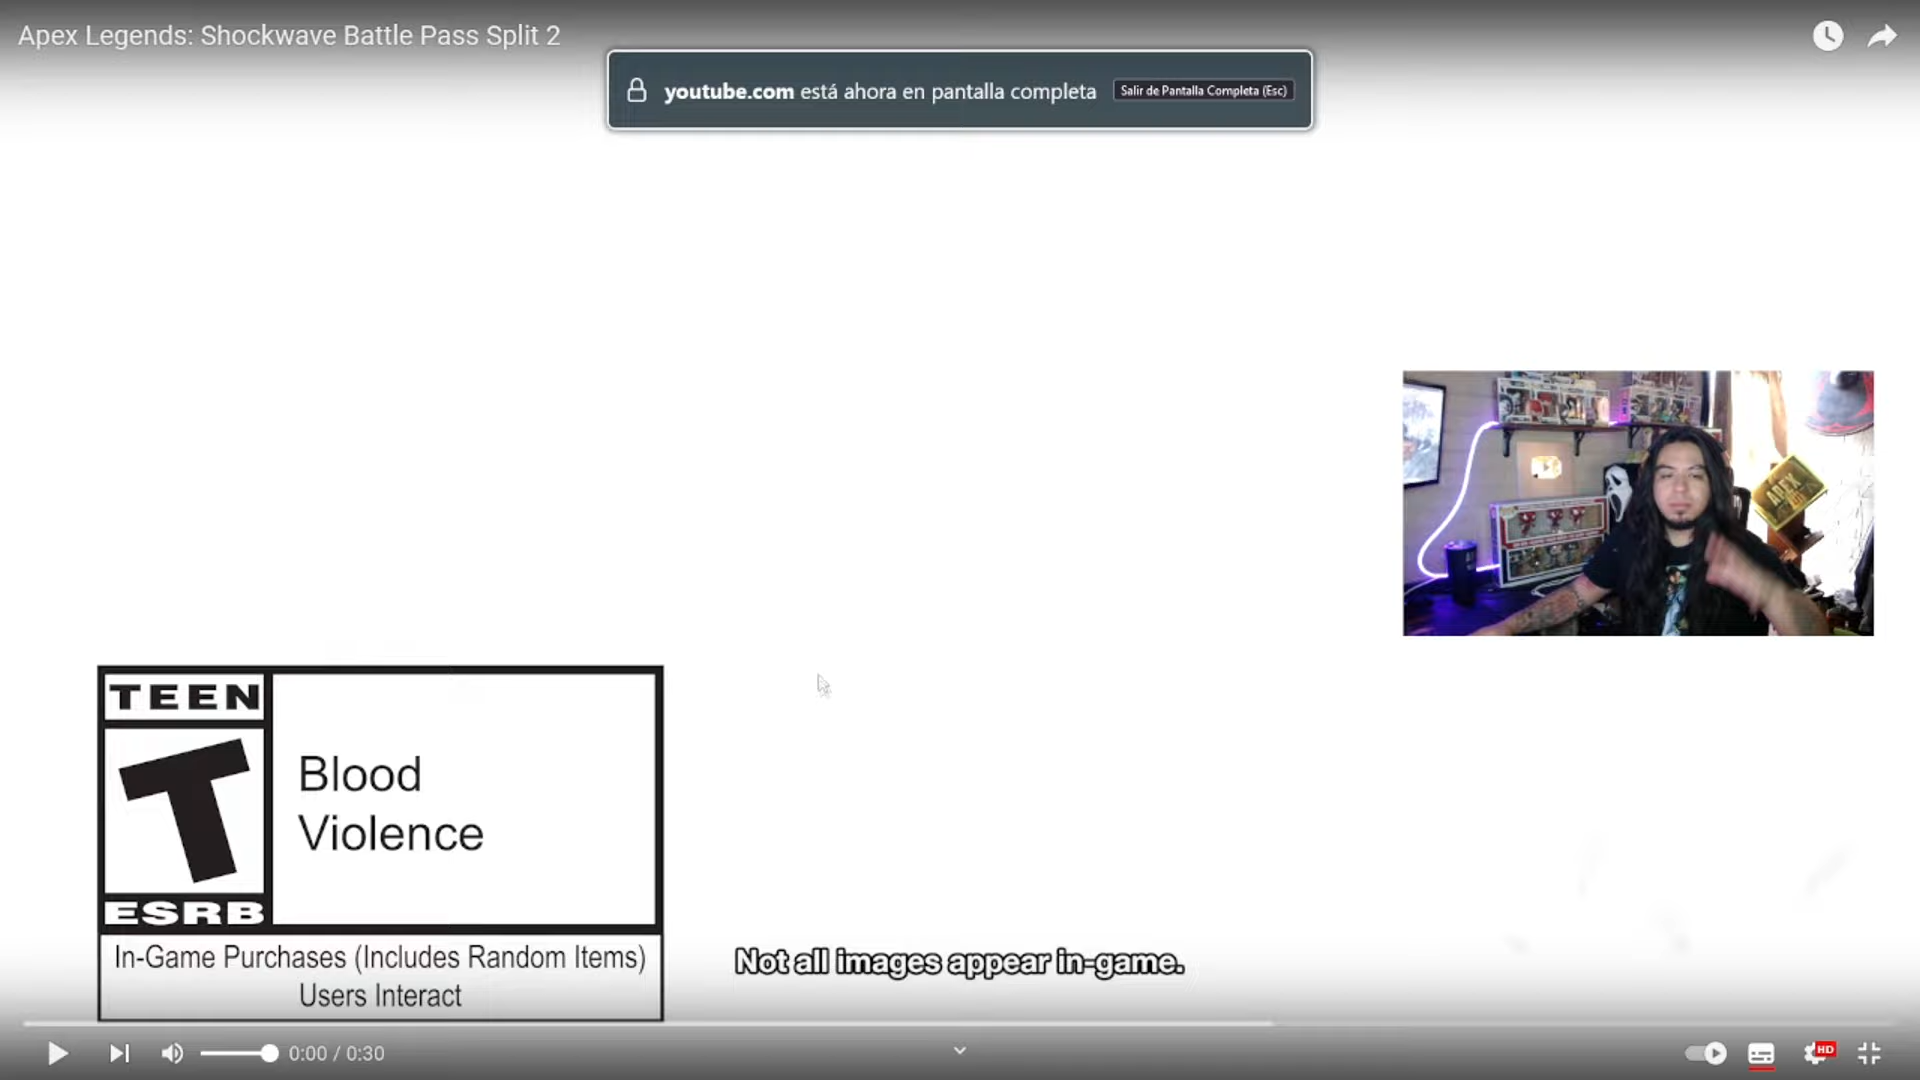 Apex Legends: Shockwave Battle Pass Split 2
youtube.com está ahora en pantalla completa
Salir de Pantalla Completa (Esc)
APEX
TEEN
T
ESRB
Blood
Violence
In-Game Purchases (Includes Random Items)
Users Interact
Not all images appear in-game.
0:00 / 0:30
HD